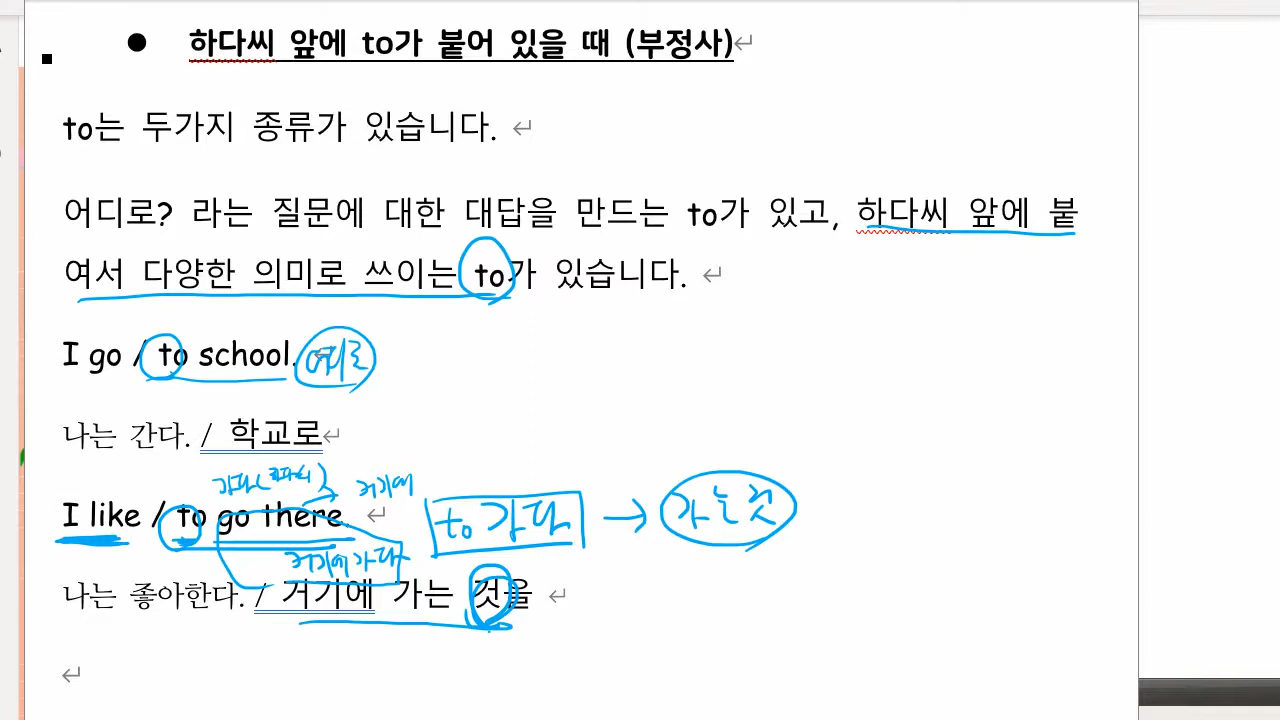 ● 하다씨 앞에 to가 붙어 있을 때 (부정사)
to는 두가지 종류가 있습니다.
어디로? 라는 질문에 대한 대답을 만드는 to가 있고, 하다씨 앞에 붙
여서 다양한 의미로 쓰이는 to가 있습니다.
I go / to school. 어디로
나는 간다. / 학교로
가다(하다씨) 거기에
I like / to go there. to 가다 → 가는 것
거기에 가다
나는 좋아한다. / 거기에 가는 것을